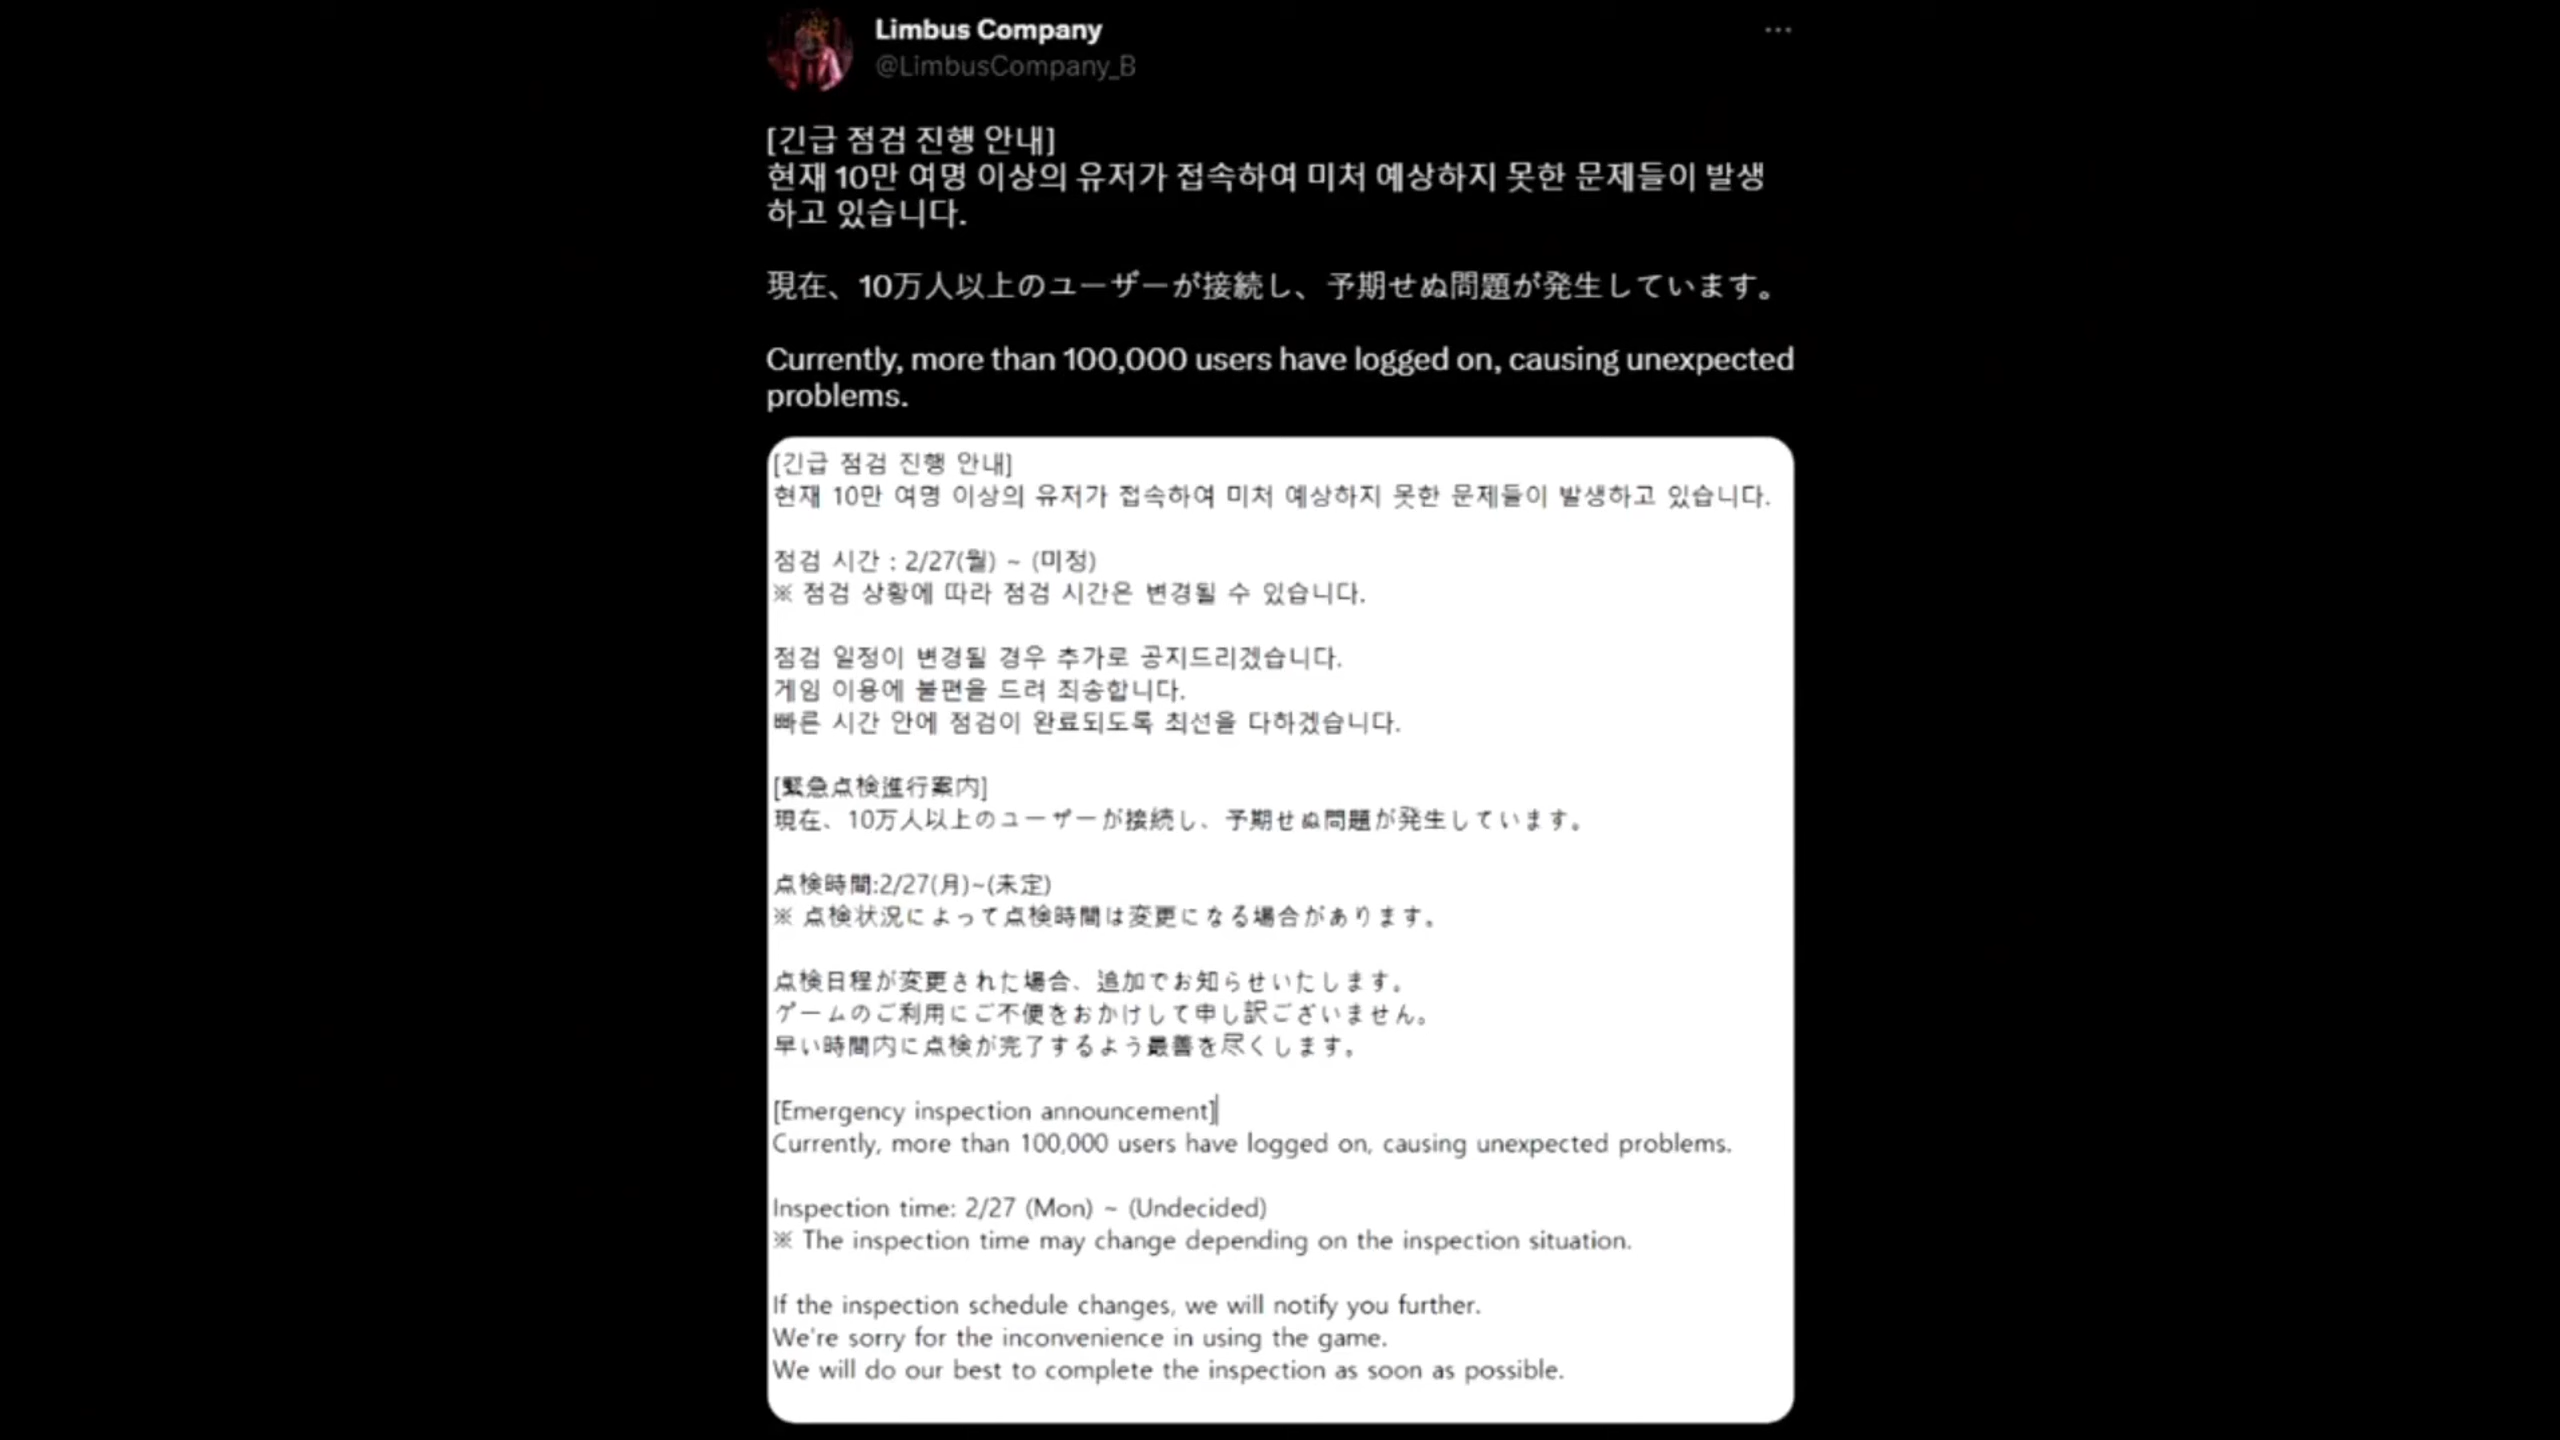 Limbus Company
@LimbusCompany_B
[긴급 점검 진행 안내]
현재 10만 여명 이상의 유저가 접속하여 미처 예상하지 못한 문제들이 발생
하고 있습니다.
現在、10万人以上のユーザーが接続し、予期せぬ問題が発生しています。
Currently, more than 100,000 users have logged on, causing unexpected
problems.
[긴급 점검 진행 안내]
현재 10만 여명 이상의 유저가 접속하여 미처 예상하지 못한 문제들이 발생하고 있습니다.
점검 시간 : 2/27(월) ~ (미정)
※ 점검 상황에 따라 점검 시간은 변경될 수 있습니다.
점검 일정이 변경될 경우 추가로 공지드리겠습니다.
게임 이용에 불편을 드려 죄송합니다.
빠른 시간 안에 점검이 완료되도록 최선을 다하겠습니다.
[緊急点検進行案内]
現在、10万人以上のユーザーが接続し、予期せぬ問題が発生しています。
点検時間:2/27(月)~(未定)
※ 点検状況によって点検時間は変更になる場合があります。
点検日程が変更された場合、追加でお知らせいたします。
ゲームのご利用にご不便をおかけして申し訳ございません。
早い時間内に点検が完了するよう最善を尽くします。
[Emergency inspection announcement]
Currently, more than 100,000 users have logged on, causing unexpected problems.
Inspection time: 2/27 (Mon) ~ (Undecided)
※ The inspection time may change depending on the inspection situation.
If the inspection schedule changes, we will notify you further.
We're sorry for the inconvenience in using the game.
We will do our best to complete the inspection as soon as possible.